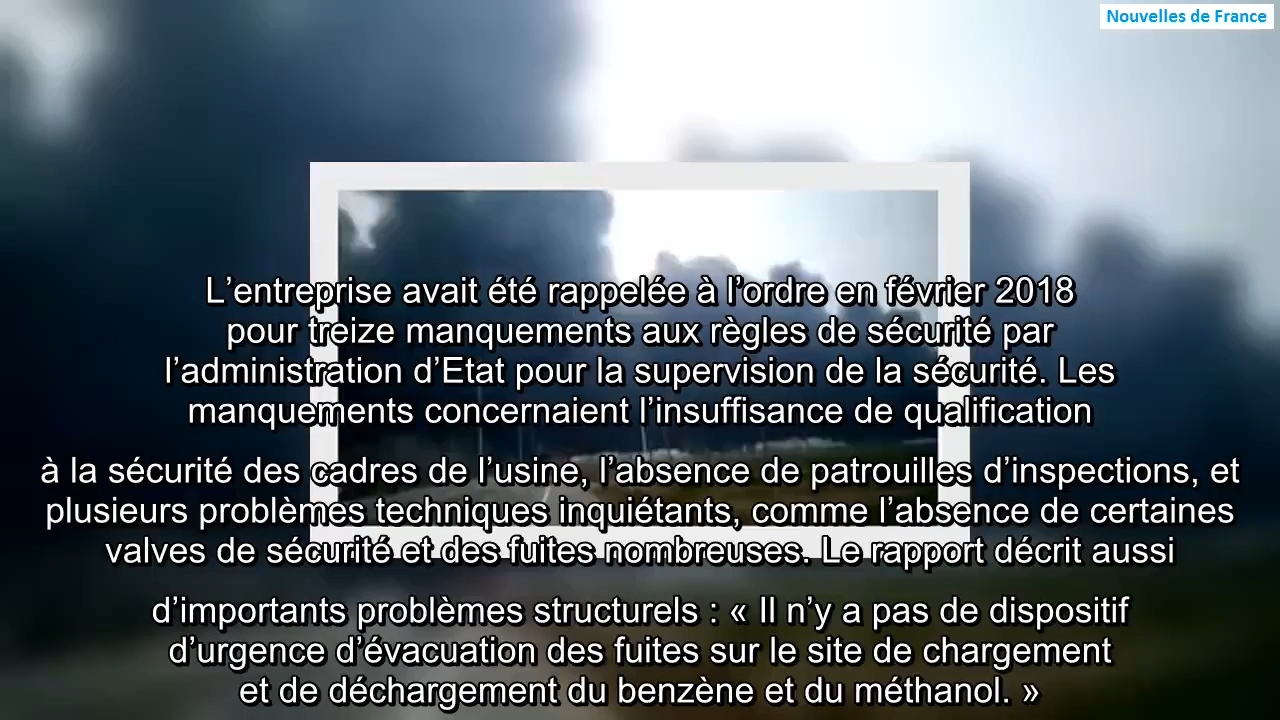 Nouvelles de France
L’entreprise avait été rappelée à l’ordre en février 2018
pour treize manquements aux règles de sécurité par
l’administration d’Etat pour la supervision de la sécurité. Les
manquements concernaient l’insuffisance de qualification
à la sécurité des cadres de l’usine, l’absence de patrouilles d’inspections, et
plusieurs problèmes techniques inquiétants, comme l’absence de certaines
valves de sécurité et des fuites nombreuses. Le rapport décrit aussi
d’importants problèmes structurels : « Il n’y a pas de dispositif
d’urgence d’évacuation des fuites sur le site de chargement
et de déchargement du benzène et du méthanol. »